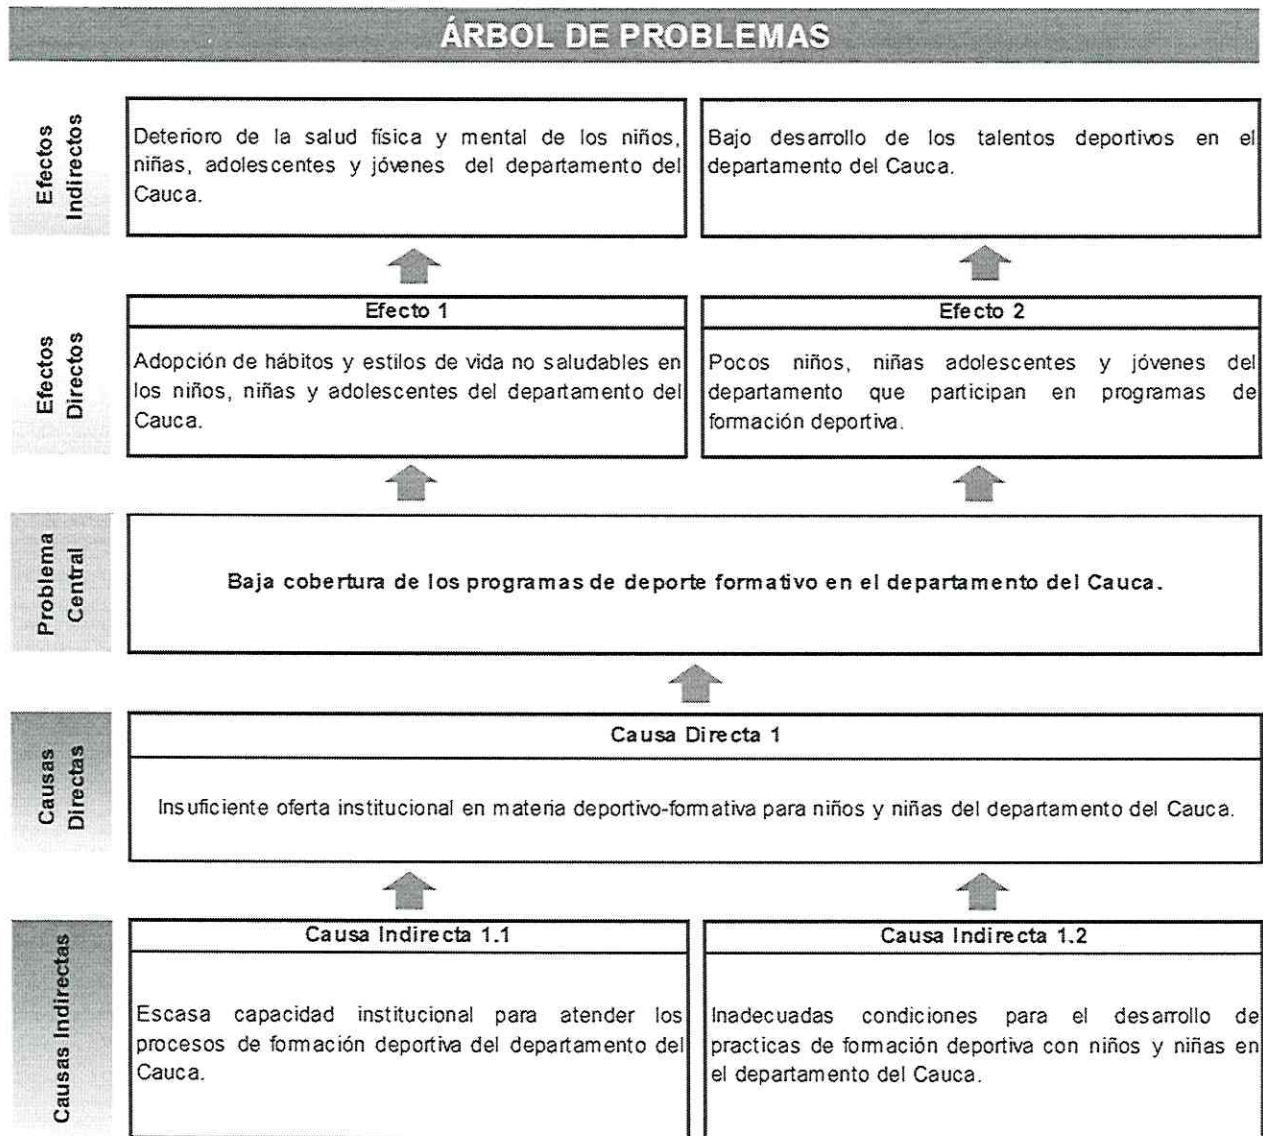 ÁRBOL DE PROBLEMAS
Efectos
Indirectos
Deterioro de la salud física y mental de los niños,
niñas, adolescentes y jóvenes del departamento del
Cauca.
Bajo desarrollo de los talentos deportivos en el
departamento del Cauca.
Efectos
Directos
Efecto 1
Adopción de hábitos y estilos de vida no saludables en
los niños, niñas y adolescentes del departamento del
Cauca.
Efecto 2
Pocos niños, niñas adolescentes y jóvenes del
departamento que participan en programas de
formación deportiva.
Problema
Central
Baja cobertura de los programas de deporte formativo en el departamento del Cauca.
Causas
Directas
Causa Directa 1
Insuficiente oferta institucional en materia deportivo-formativa para niños y niñas del departamento del Cauca.
Causas Indirectas
Causa Indirecta 1.1
Escasa capacidad institucional para atender los
procesos de formación deportiva del departamento del
Cauca.
Causa Indirecta 1.2
Inadecuadas condiciones para el desarrollo de
practicas de formación deportiva con niños y niñas en
el departamento del Cauca.